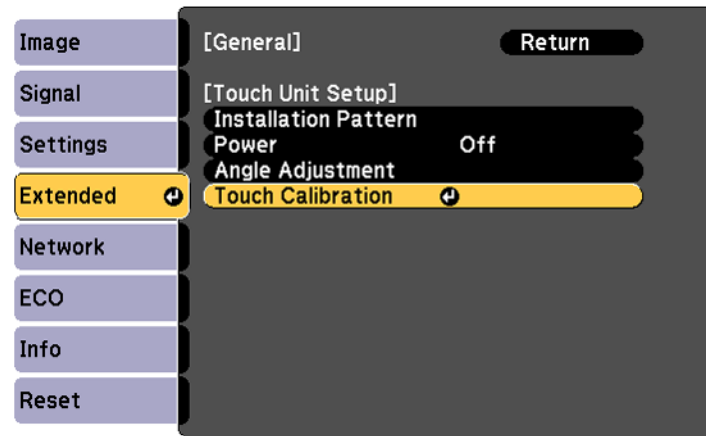 Image
Signal
Settings
Extended
Network
ECO
Info
Reset
[General] Return
[Touch Unit Setup]
Installation Pattern
Power Off
Angle Adjustment
Touch Calibration